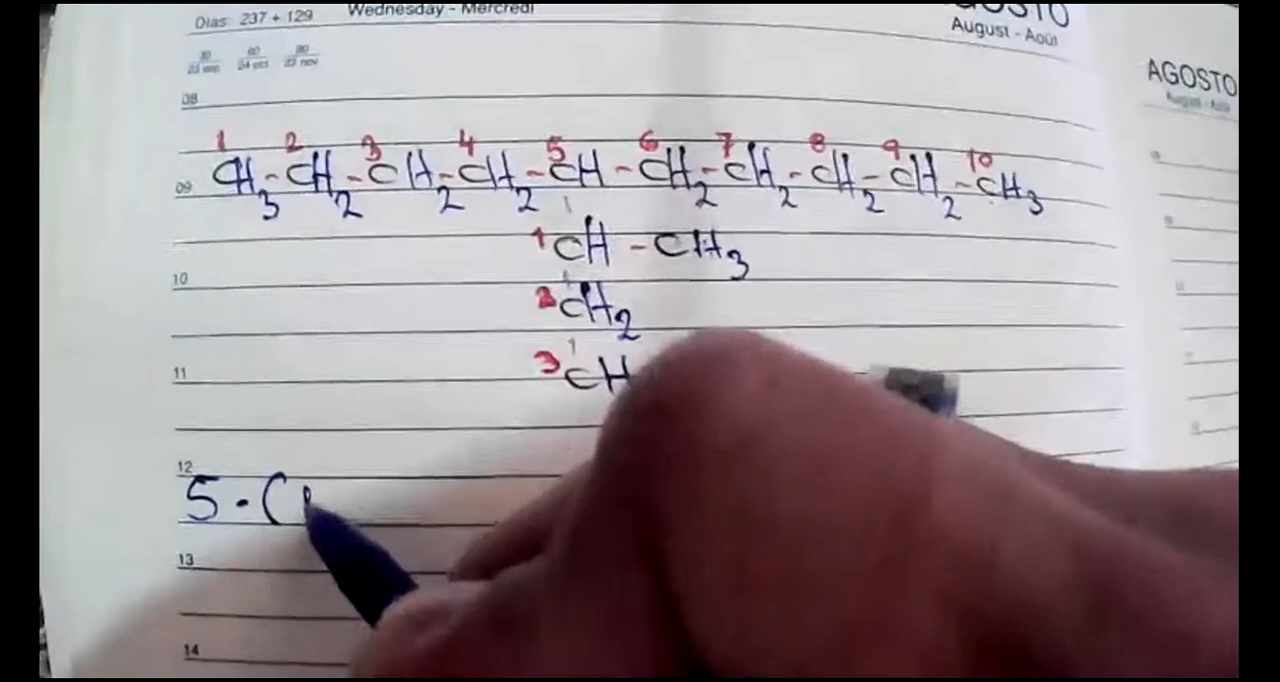 Dias: 237 + 129
Wednesday - Mercredi
August - Août
AGOSTO
08
1 2 3 4 5 6 7 8 9 10
09
CH3 - CH2 - CH2 - CH2 - CH - CH2 - CH2 - CH2 - CH2 - CH3
1 CH - CH3
10
2 CH2
11
3 CH
12
5 - (
13
14